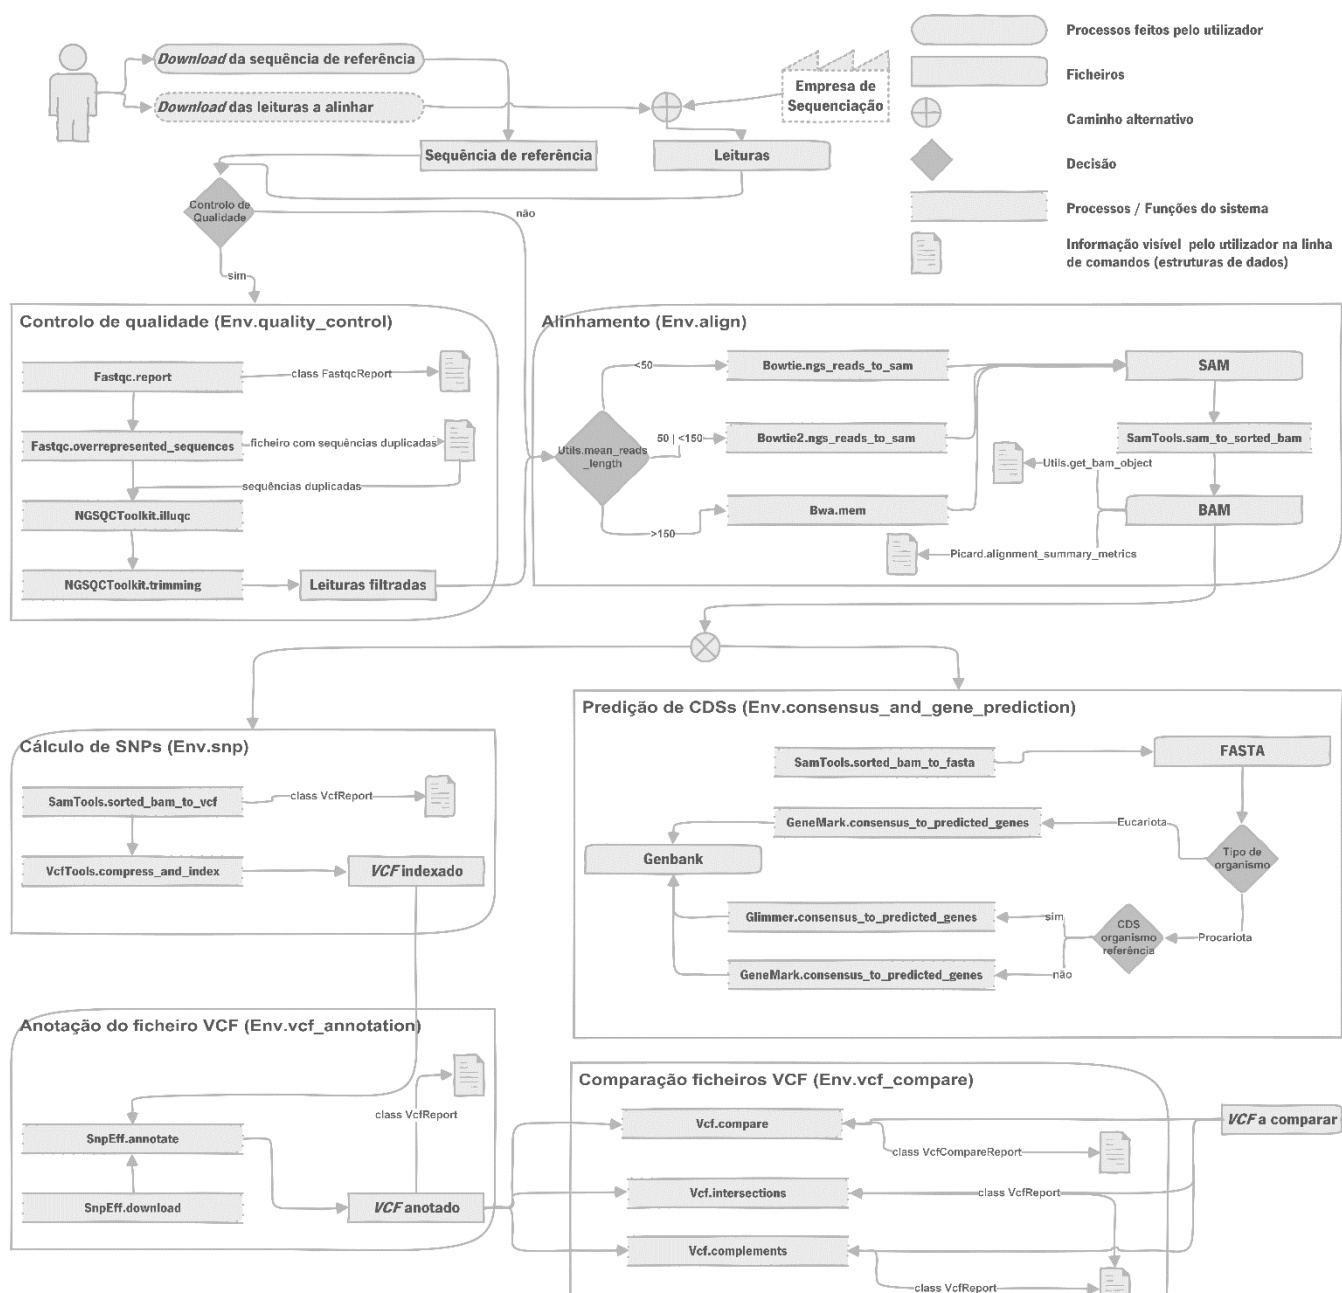 Download da sequência de referência
Download das leituras a alinhar
Empresa de
Sequenciação
Sequência de referência
Leituras
Processos feitos pelo utilizador
Ficheiros
Caminho alternativo
Decisão
Processos / Funções do sistema
Informação visível pelo utilizador na linha
de comandos (estruturas de dados)
Controlo de
Qualidade
não
sim
Controlo de qualidade (Env.quality_control)
Fastqc.report
class FastqcReport
Fastqc.overrepresented_sequences
ficheiro com sequências duplicadas
sequências duplicadas
NGSQCToolkit.illuqc
NGSQCToolkit.trimming
Leituras filtradas
Alinhamento (Env.align)
Utils.mean_reads
_length
<50
50 | <150
>150
Bowtie.ngs_reads_to_sam
Bowtie2.ngs_reads_to_sam
Bwa.mem
SAM
SamTools.sam_to_sorted_bam
Utils.get_bam_object
BAM
Picard.alignment_summary_metrics
Cálculo de SNPs (Env.snp)
SamTools.sorted_bam_to_vcf
class VcfReport
VcfTools.compress_and_index
VCF indexado
Predição de CDSs (Env.consensus_and_gene_prediction)
SamTools.sorted_bam_to_fasta
FASTA
GeneMark.consensus_to_predicted_genes
Eucariota
Tipo de
organismo
Genbank
Glimmer.consensus_to_predicted_genes
sim
CDS
organismo
referência
Procariota
GeneMark.consensus_to_predicted_genes
não
Anotação do ficheiro VCF (Env.vcf_annotation)
class VcfReport
SnpEff.annotate
SnpEff.download
VCF anotado
Comparação ficheiros VCF (Env.vcf_compare)
Vcf.compare
class VcfCompareReport
VCF a comparar
Vcf.intersections
class VcfReport
Vcf.complements
class VcfReport